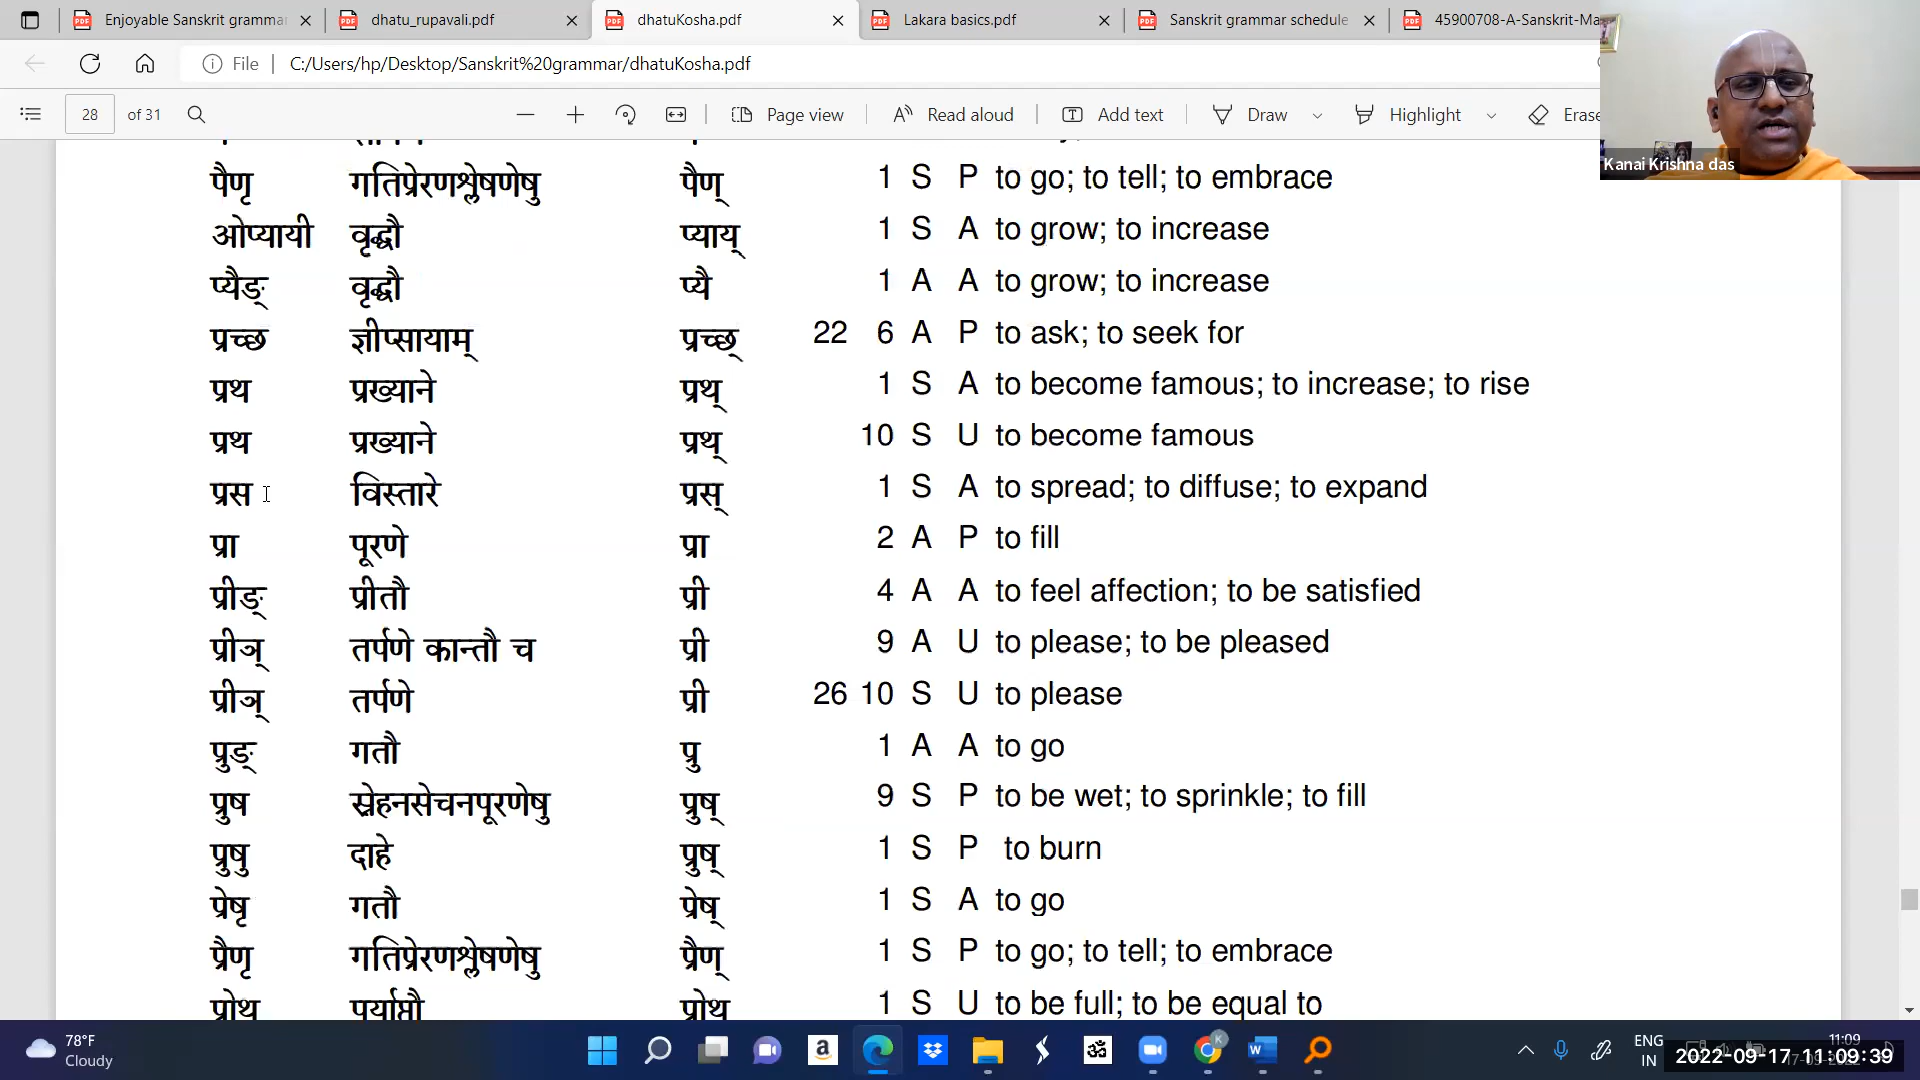 Enjoyable Sanskrit gramma
dhatu_rupavali.pdf
dhatuKosha.pdf
Lakara basics.pdf
Sanskrit grammar schedule
45900708-A-Sanskrit-Ma
File
C:/Users/hp/Desktop/Sanskrit%20grammar/dhatuKosha.pdf
28 of 31
Page view
Read aloud
Add text
Draw
Highlight
Erase
Kanai Krishna das
पैणृ गतिप्रेरणश्लेषणेषु पैण् 1 S P to go; to tell; to embrace
ओप्यायी वृद्धौ प्याय् 1 S A to grow; to increase
प्यैङ् वृद्धौ प्यै 1 A A to grow; to increase
प्रच्छ ज्ञीप्सायाम् प्रच्छ् 22 6 A P to ask; to seek for
प्रथ प्रख्याने प्रथ् 1 S A to become famous; to increase; to rise
प्रथ प्रख्याने प्रथ् 10 S U to become famous
प्रस विस्तारे प्रस् 1 S A to spread; to diffuse; to expand
प्रा पूरणे प्रा 2 A P to fill
प्रीङ् प्रीतौ प्री 4 A A to feel affection; to be satisfied
प्रीञ् तर्पणे कान्तौ च प्री 9 A U to please; to be pleased
प्रीञ् तर्पणे प्री 26 10 S U to please
प्रुङ् गतौ प्रु 1 A A to go
प्रुष स्नेहनसेचनपूरणेषु प्रुष् 9 S P to be wet; to sprinkle; to fill
प्रुषु दाहे प्रुष् 1 S P to burn
प्रेषृ गतौ प्रेष् 1 S A to go
प्रैणृ गतिप्रेरणश्लेषणेषु प्रैण् 1 S P to go; to tell; to embrace
प्रोथृ पर्याप्तौ प्रोथ् 1 S U to be full; to be equal to
78°F
Cloudy
ENG
IN
11:09
2022-09-17 11:09:39